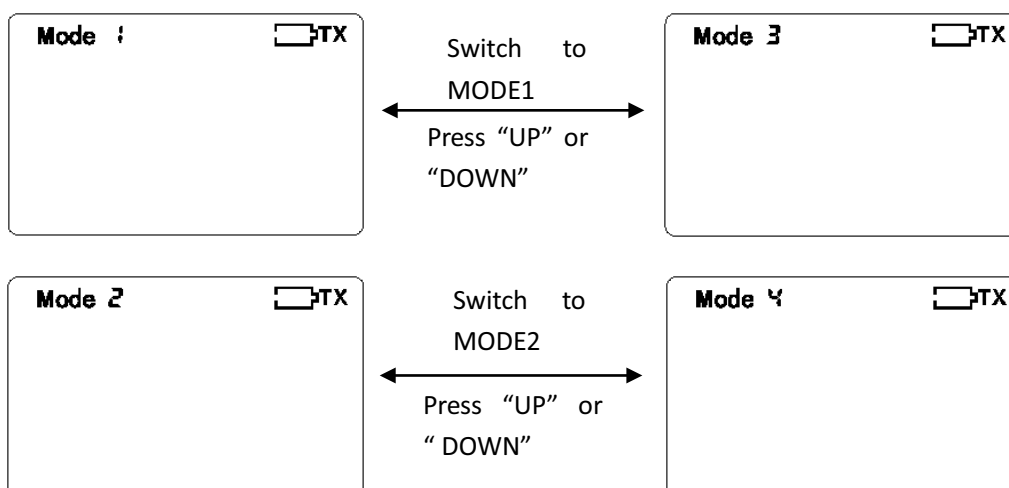 Mode 1 TX
Switch to
MODE1
Press “UP” or
“DOWN”
Mode 3 TX
Mode 2 TX
Switch to
MODE2
Press “UP” or
“ DOWN”
Mode 4 TX